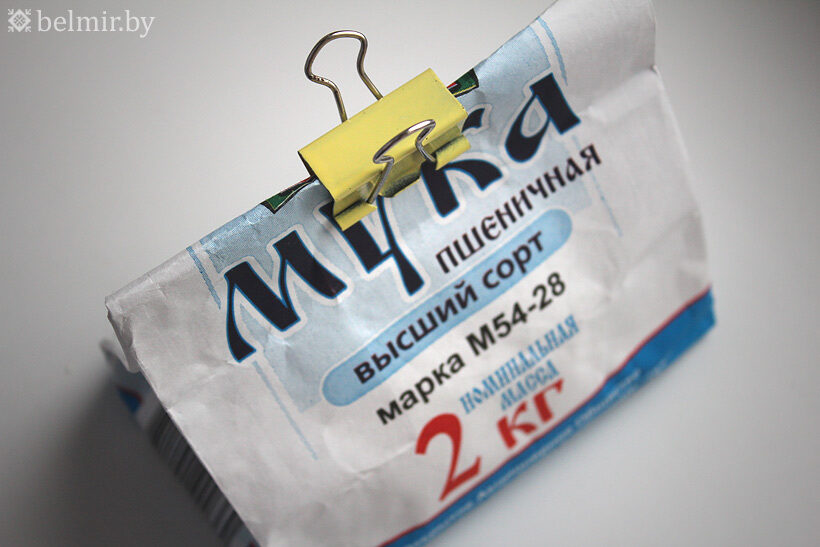 belmir.by
мука
пшеничная
высший сорт
марка М54-28
номинальная
масса
2 кг